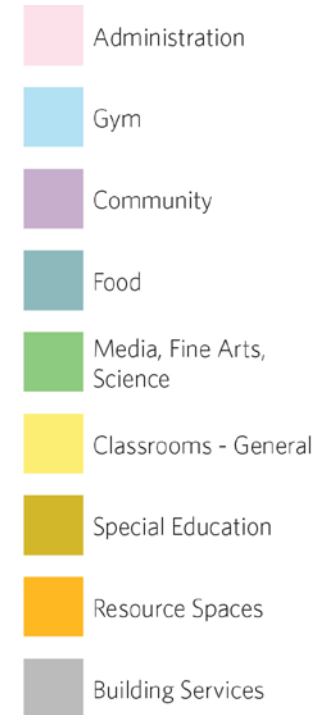 Administration
Gym
Community
Food
Media, Fine Arts,
Science
Classrooms - General
Special Education
Resource Spaces
Building Services